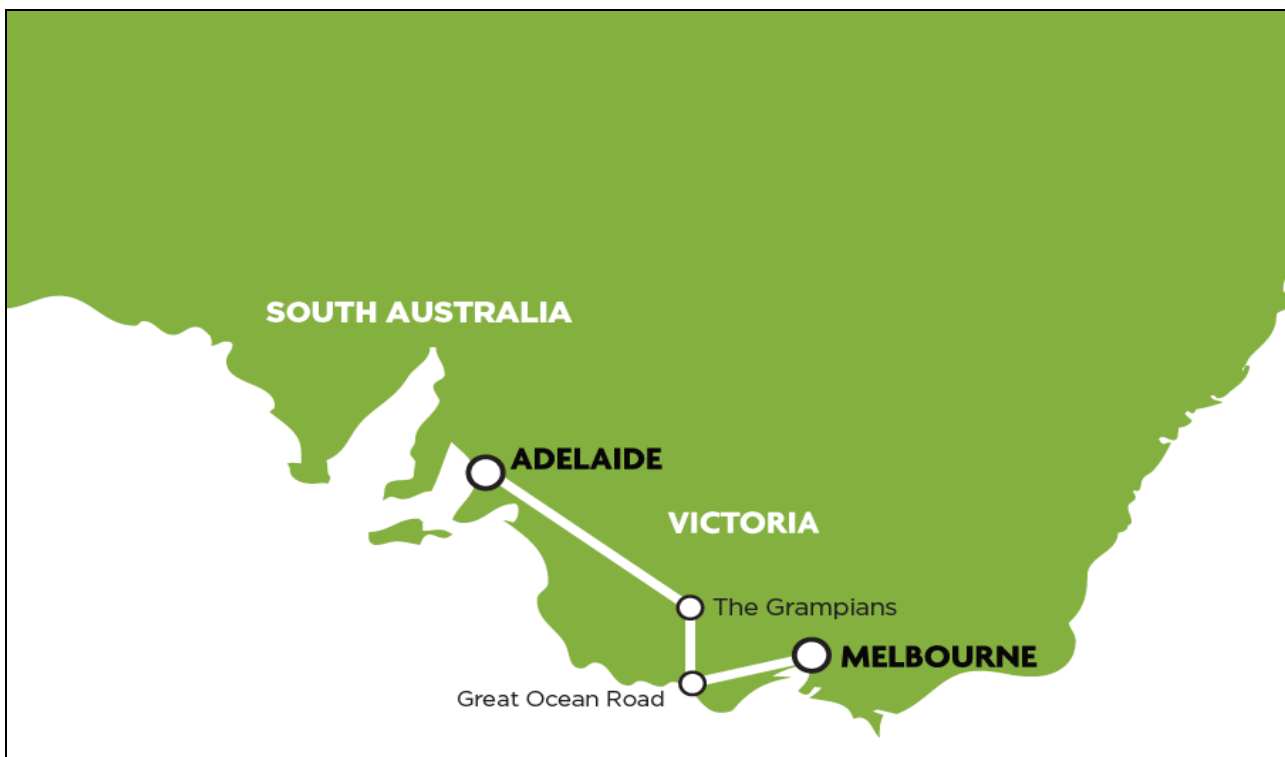 SOUTH AUSTRALIA
ADELAIDE
VICTORIA
The Grampians
MELBOURNE
Great Ocean Road